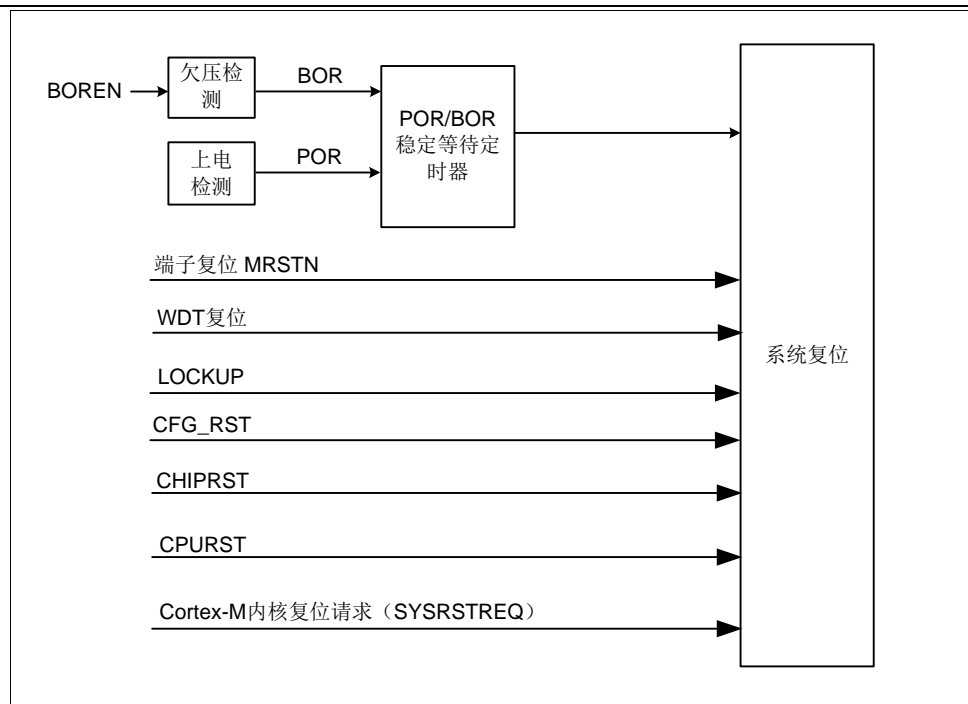 BOREN
欠压检
测
BOR
上电
检测
POR
POR/BOR
稳定等待定
时器
端子复位 MRSTN
WDT复位
LOCKUP
CFG_RST
CHIPRST
CPURST
Cortex-M内核复位请求（SYSRSTREQ）
系统复位